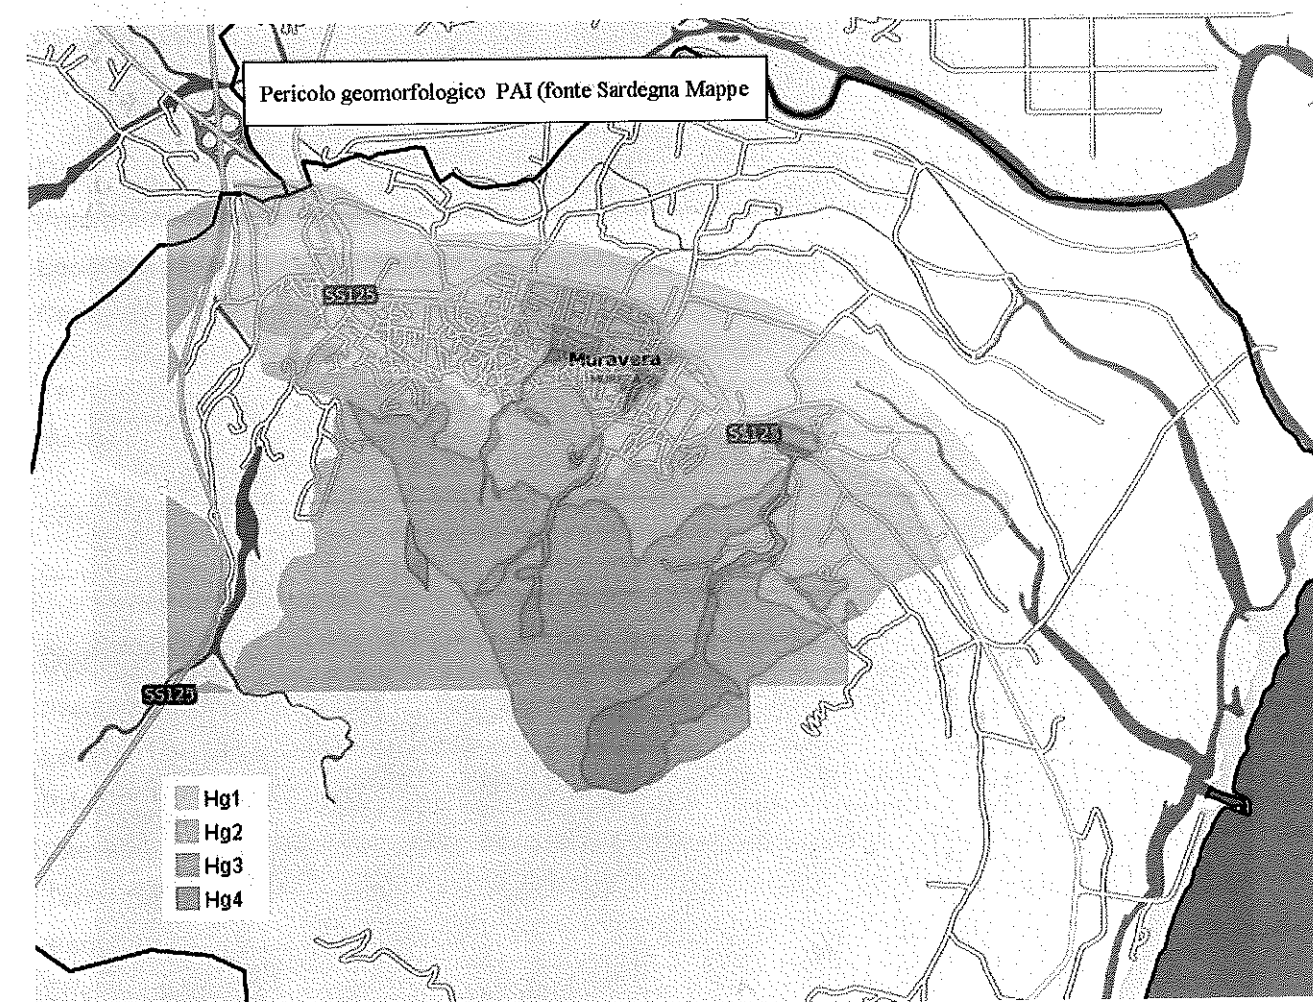 Pericolo geomorfologico PAI (fonte Sardegna Mappe
SS125
Muravera
SS125
SS125
Hg1
Hg2
Hg3
Hg4